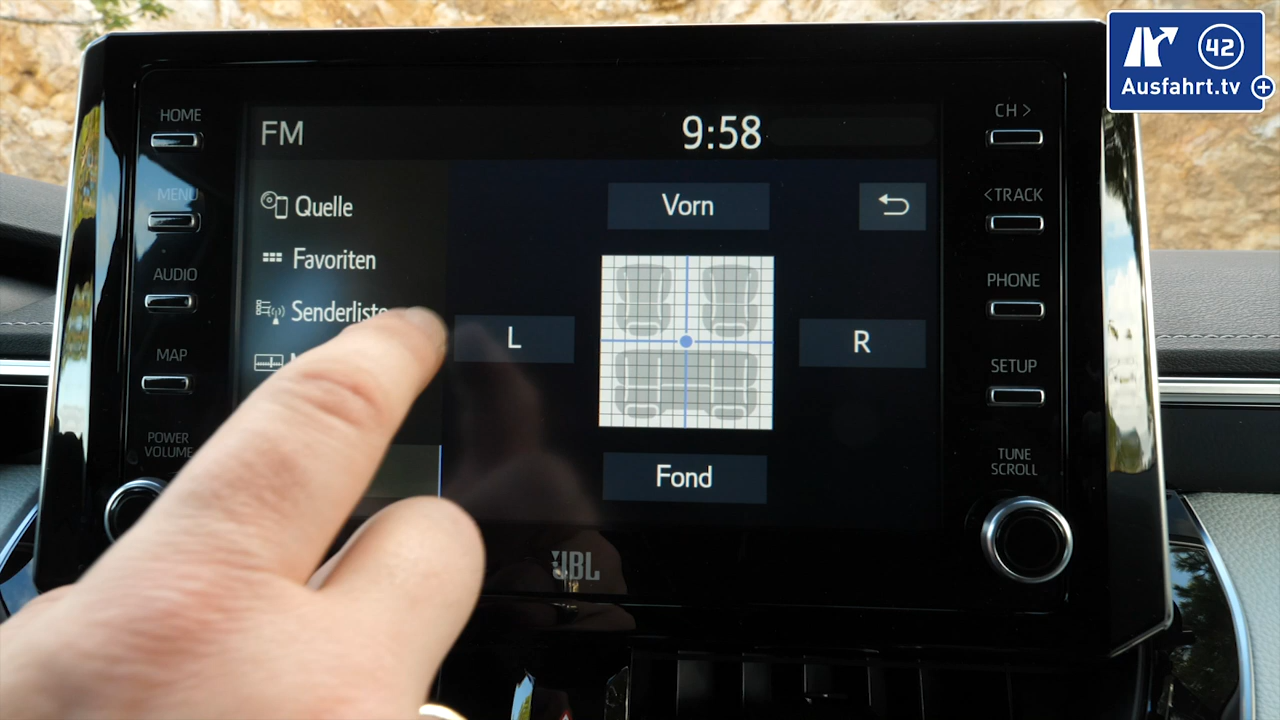 42
Ausfahrt.tv +
HOME
MENU
AUDIO
MAP
POWER
VOLUME
FM
9:58
Quelle
Favoriten
Senderliste
Vorn
L
R
Fond
JBL
CH >
< TRACK
PHONE
SETUP
TUNE
SCROLL